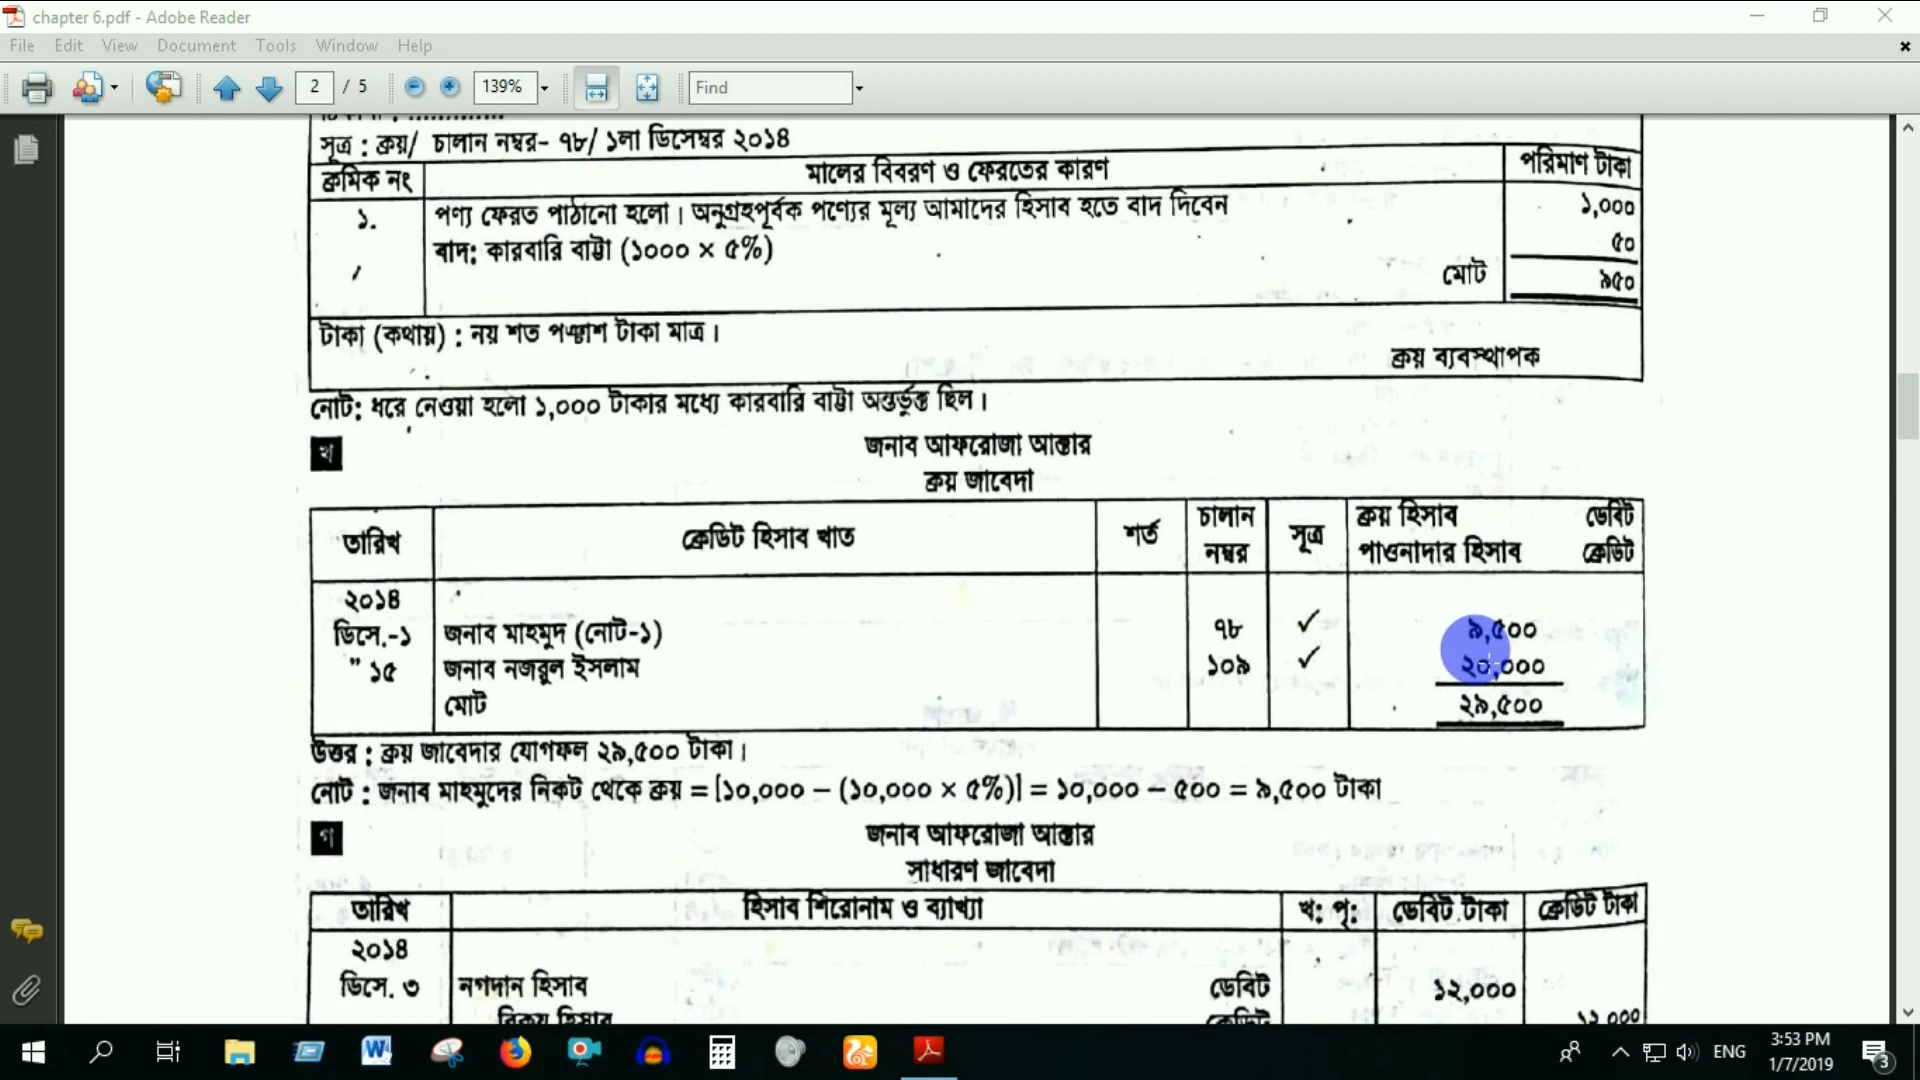 chapter 6.pdf - Adobe Reader
File Edit View Document Tools Window Help
2 / 5 139% Find
সূত্র : ক্রয়/ চালান নম্বর- ৭৮/ ১লা ডিসেম্বর ২০১৪
ক্রমিক নং মালের বিবরণ ও ফেরতের কারণ পরিমাণ টাকা
১. পণ্য ফেরত পাঠানো হলো। অনুগ্রহপূর্বক পণ্যের মূল্য আমাদের হিসাব হতে বাদ দিবেন ১,০০০
বাদ: কারবারি বাট্টা (১০০০ × ৫%) ৫০
মোট ৯৫০
টাকা (কথায়) : নয় শত পঞ্চাশ টাকা মাত্র।
ক্রয় ব্যবস্থাপক
নোট: ধরে নেওয়া হলো ১,০০০ টাকার মধ্যে কারবারি বাট্টা অন্তর্ভুক্ত ছিল।
খ জনাব আফরোজা আক্তার
ক্রয় জাবেদা
তারিখ ক্রেডিট হিসাব খাত শর্ত চালান নম্বর সূত্র ক্রয় হিসাব ডেবিট
পাওনাদার হিসাব ক্রেডিট
২০১৪
ডিসে.-১ জনাব মাহমুদ (নোট-১) ৭৮ ✓ ৯,৫০০
" ১৫ জনাব নজরুল ইসলাম ১০৯ ✓ ২০,০০০
মোট ২৯,৫০০
উত্তর : ক্রয় জাবেদার যোগফল ২৯,৫০০ টাকা।
নোট : জনাব মাহমুদের নিকট থেকে ক্রয় = [১০,০০০ – (১০,০০০ × ৫%)] = ১০,০০০ – ৫০০ = ৯,৫০০ টাকা
গ জনাব আফরোজা আক্তার
সাধারণ জাবেদা
তারিখ হিসাব শিরোনাম ও ব্যাখ্যা খ: পৃ: ডেবিট টাকা ক্রেডিট টাকা
২০১৪
ডিসে. ৩ নগদান হিসাব ডেবিট ১২,০০০
বিক্রয় হিসাব ক্রেডিট ১২,০০০
ENG 3:53 PM
1/7/2019 3